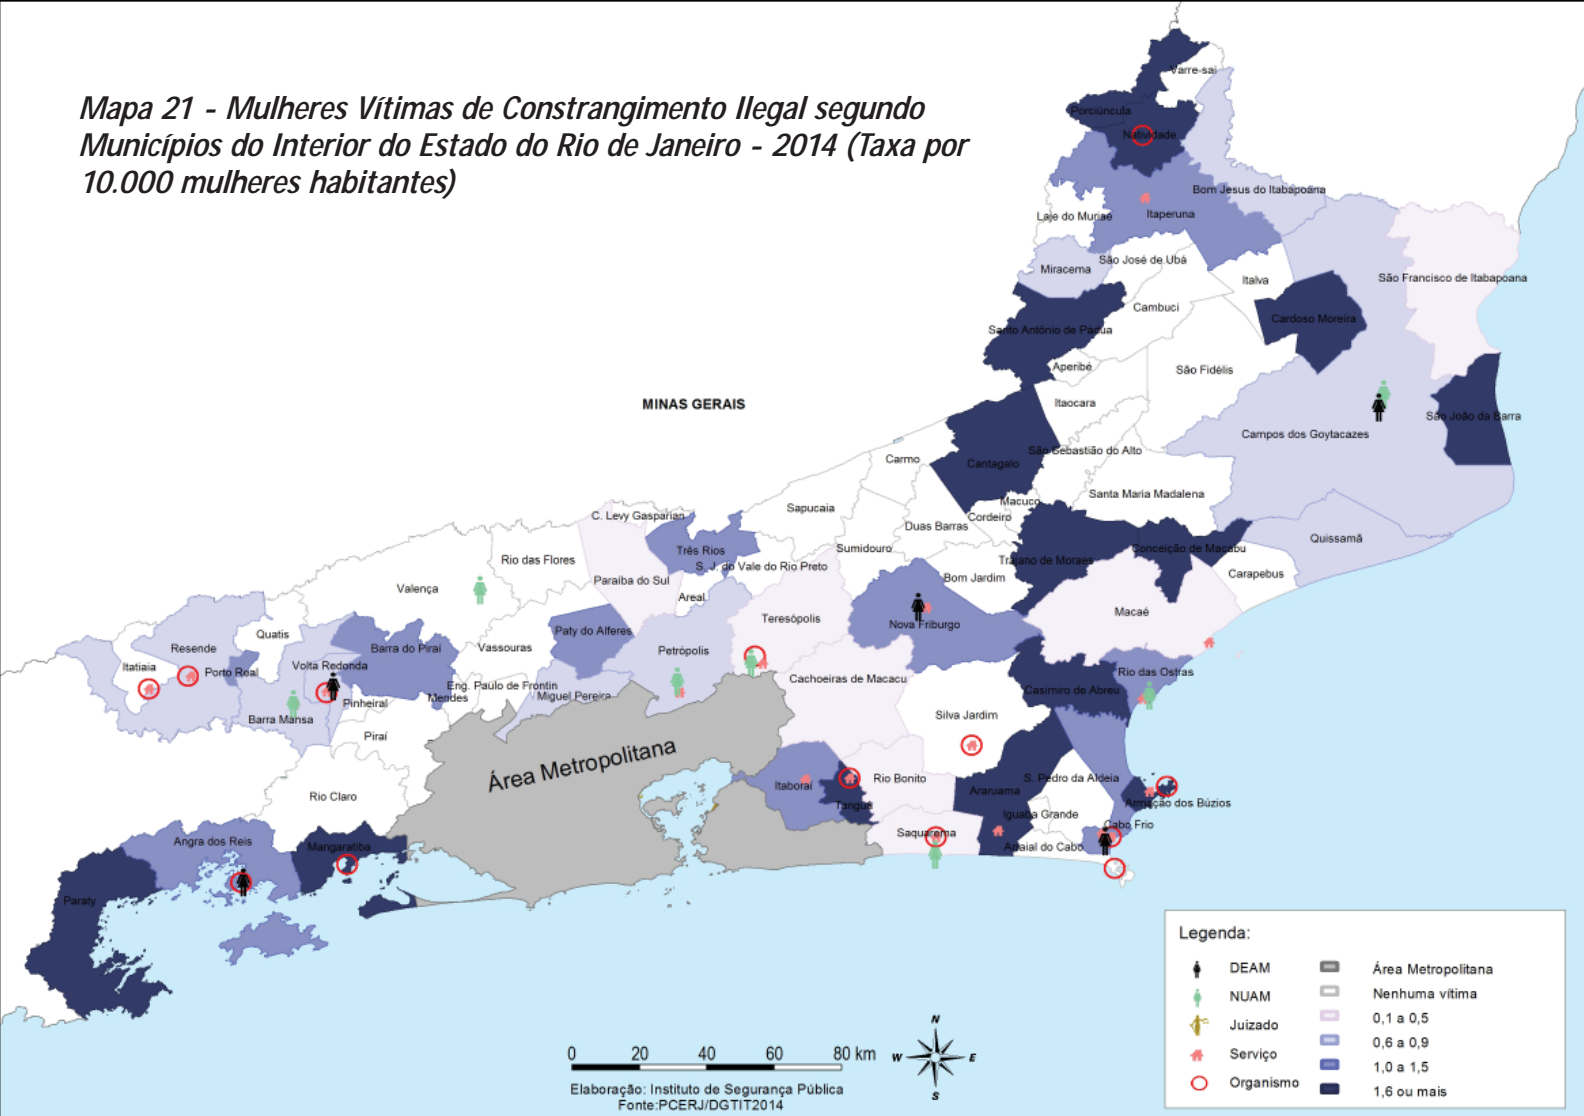 Mapa 21 - Mulheres Vítimas de Constrangimento Ilegal segundo
Municípios do Interior do Estado do Rio de Janeiro - 2014 (Taxa por
10.000 mulheres habitantes)
Varre-sai
Porciúncula
Natividade
Bom Jesus do Itabapoana
Laje do Muriaé
Itaperuna
São José de Ubá
Miracema
Italva
São Francisco de Itabapoana
Cambuci
Cardoso Moreira
Santo Antônio de Pádua
Aperibé
São Fidélis
MINAS GERAIS
Itaocara
São João da Barra
Campos dos Goytacazes
São Sebastião do Alto
Carmo
Cantagalo
Santa Maria Madalena
Macuco
Sapucaia
Cordeiro
C. Levy Gasparian
Duas Barras
Quissamã
Três Rios
Sumidouro
Conceição de Macabu
Rio das Flores
Trajano de Moraes
S. J. do Vale do Rio Preto
Paraíba do Sul
Bom Jardim
Carapebus
Valença
Areal
Macaé
Teresópolis
Nova Friburgo
Paty do Alferes
Quatis
Resende
Barra do Piraí
Vassouras
Petrópolis
Itatiaia
Volta Redonda
Porto Real
Rio das Ostras
Cachoeiras de Macacu
Eng. Paulo de Frontin
Casimiro de Abreu
Mendes
Miguel Pereira
Pinheiral
Silva Jardim
Barra Mansa
Piraí
Área Metropolitana
Rio Bonito
S. Pedro da Aldeia
Itaboraí
Araruama
Rio Claro
Tanguá
Armação dos Búzios
Iguaba Grande
Cabo Frio
Saquarema
Angra dos Reis
Mangaratiba
Arraial do Cabo
Paraty
Legenda:
DEAM
NUAM
Juizado
Serviço
Organismo
Área Metropolitana
Nenhuma vítima
0,1 a 0,5
0,6 a 0,9
1,0 a 1,5
1,6 ou mais
N
W
E
S
0 20 40 60 80 km
Elaboração: Instituto de Segurança Pública
Fonte:PCERJ/DGTIT2014